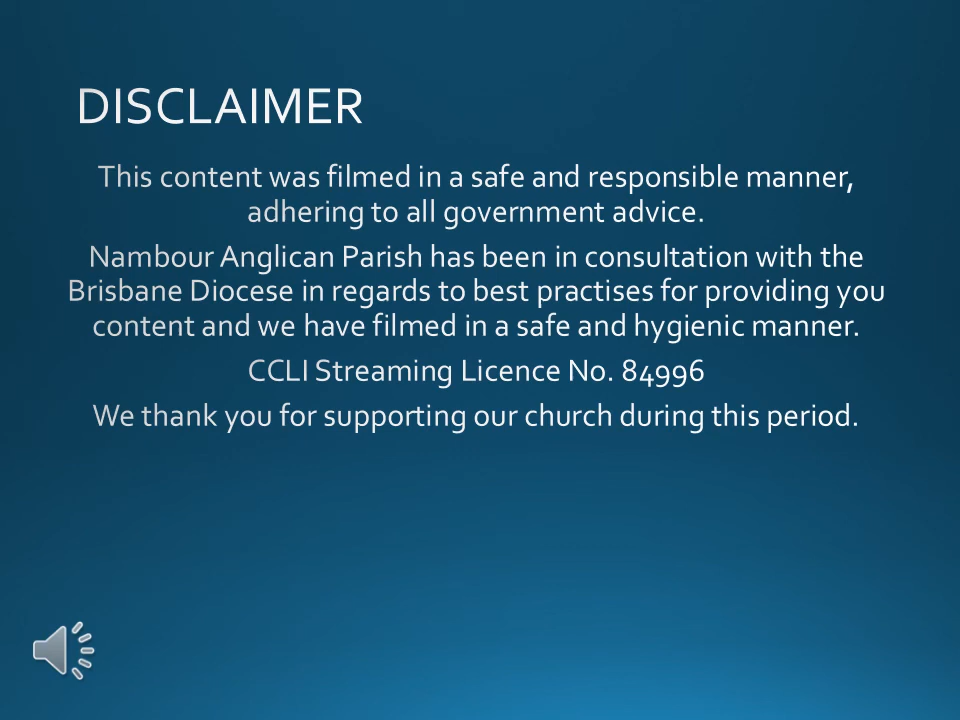 DISCLAIMER
This content was filmed in a safe and responsible manner,
adhering to all government advice.
Nambour Anglican Parish has been in consultation with the
Brisbane Diocese in regards to best practises for providing you
content and we have filmed in a safe and hygienic manner.
CCLI Streaming Licence No. 84996
We thank you for supporting our church during this period.